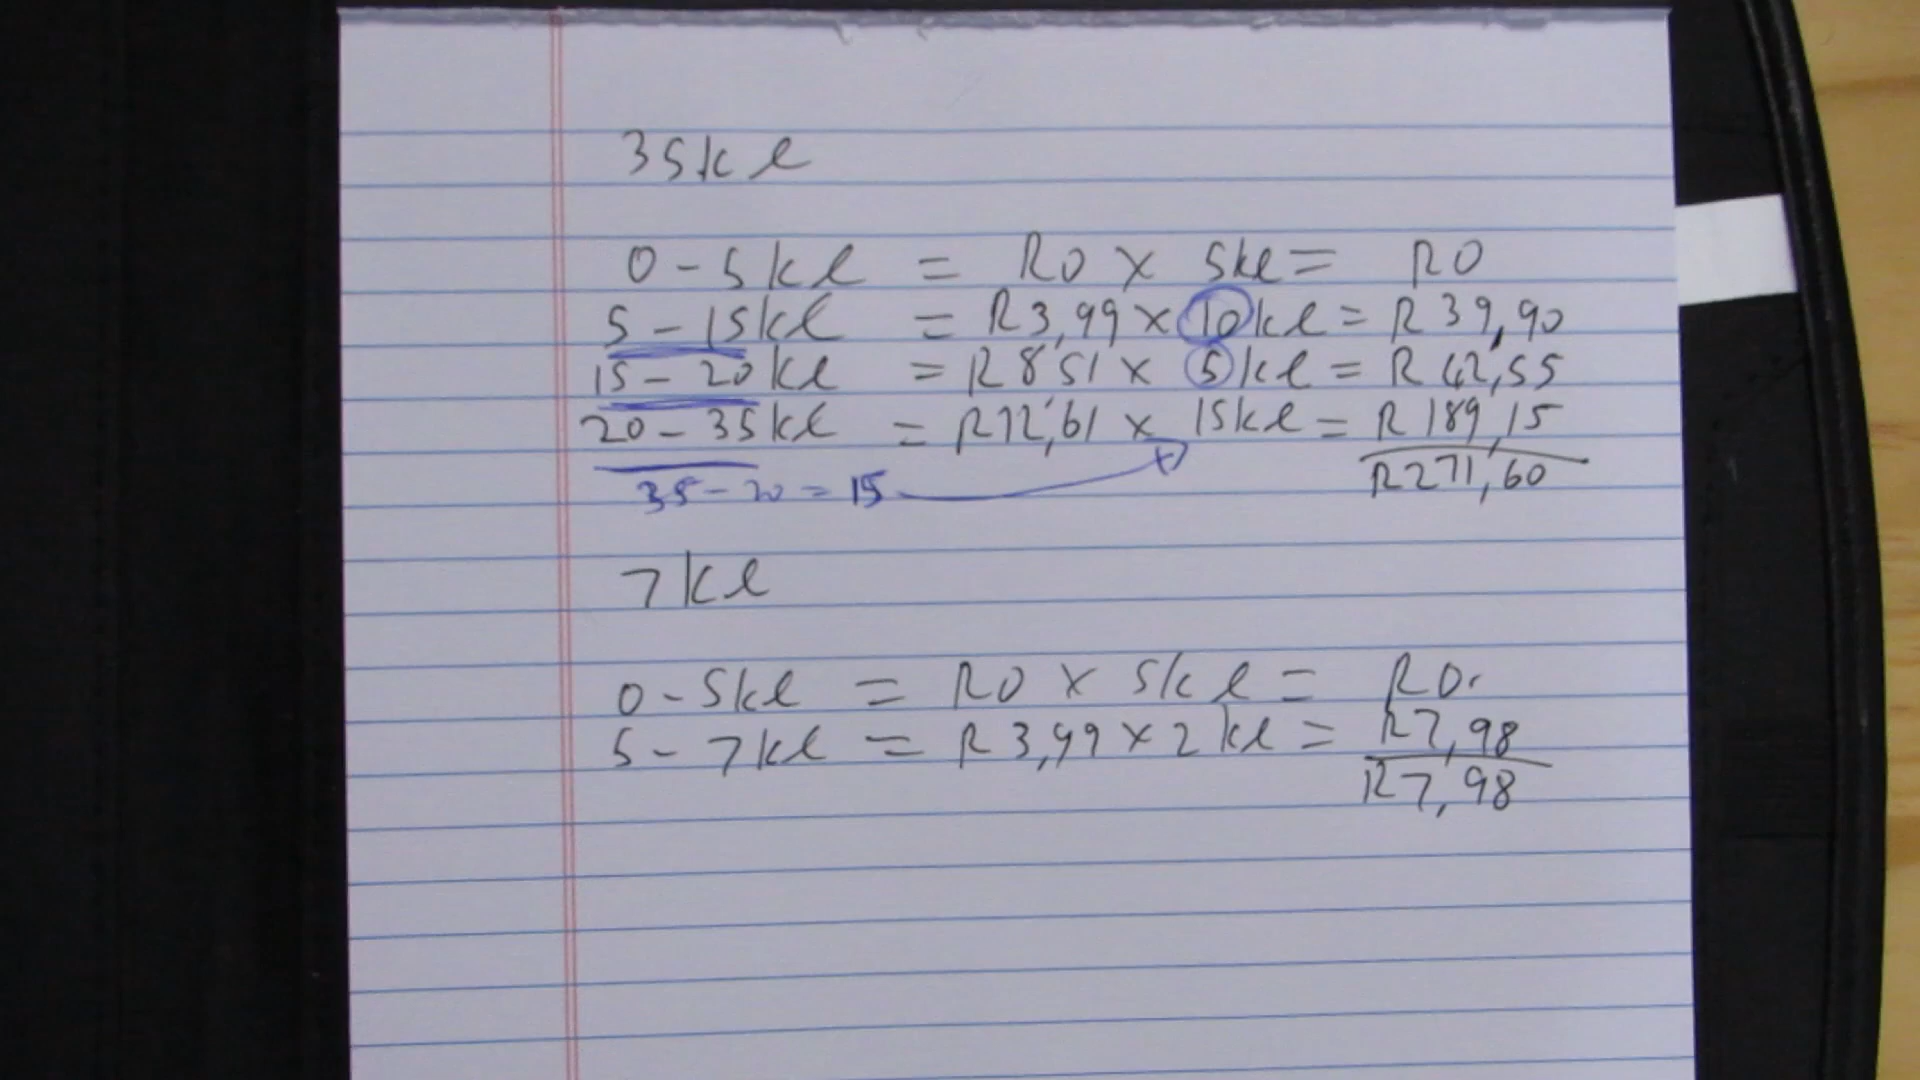 35kl
0 - 5kl = R0 x 5kl = R0
5 - 15kl = R3,99 x 10kl = R39,90
15 - 20kl = R8,51 x 5kl = R42,55
20 - 35kl = R12,61 x 15kl = R189,15
R271,60
35 - 20 = 15
7kl
0 - 5kl = R0 x 5kl = R0.
5 - 7kl = R3,99 x 2kl = R7,98
R7,98